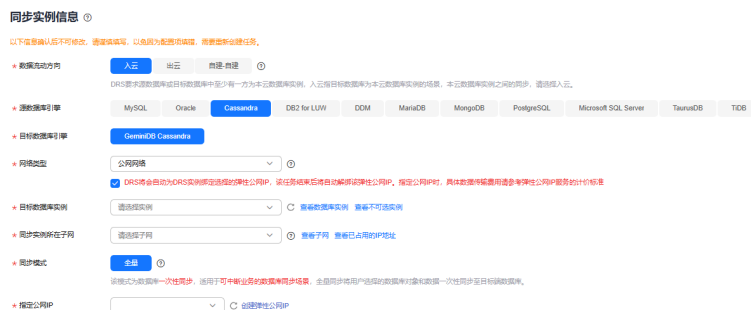 同步实例信息 ?
以下信息确认后不可修改，请谨慎填写，以免因为配置项填错，需要重新创建任务。
* 数据流动方向 入云 出云 自建-自建 ?
DRS要求源数据库或目标数据库中至少有一方为本云数据库实例，入云指目标数据库为本云数据库实例的场景，本云数据库实例之间的同步，请选择入云。
* 源数据库引擎 MySQL Oracle Cassandra DB2 for LUW DDM MariaDB MongoDB PostgreSQL Microsoft SQL Server TaurusDB TiDB
* 目标数据库引擎 GeminiDB Cassandra
* 网络类型 公网网络 ?
DRS将会自动为DRS实例绑定选择的弹性公网IP，该任务结束后将自动解绑该弹性公网IP。指定公网IP时，具体数据传输费用请参考弹性公网IP服务的计价标准
* 目标数据库实例 请选择实例 查看数据库实例 查看不可选实例
* 同步实例所在子网 请选择子网 ? 查看子网 查看已占用的IP地址
* 同步模式 全量 ?
该模式为数据库一次性同步，适用于可中断业务的数据库同步场景，全量同步将用户选择的数据库对象和数据一次性同步至目标端数据库。
* 指定公网IP 创建弹性公网IP